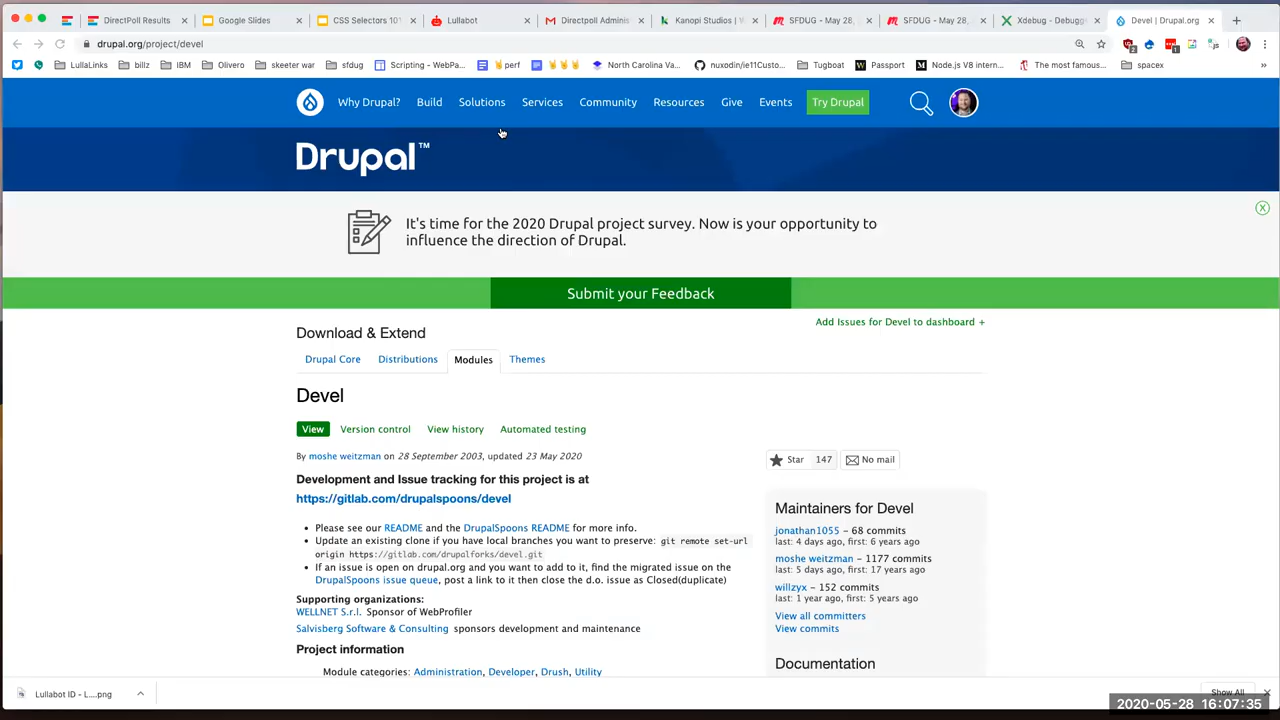 DirectPoll Results
Google Slides
CSS Selectors 101
Lullabot
Directpoll Adminis
Kanopi Studios | W
SFDUG - May 28,
SFDUG - May 28,
Xdebug - Debugg
Devel | Drupal.org
drupal.org/project/devel
LullaLinks
billz
IBM
Olivero
skeeter war
sfdug
Scripting - WebPa...
perf
North Carolina Va...
nuxodin/ie11Custo...
Tugboat
Passport
Node.js V8 intern...
The most famous...
spacex
»
Why Drupal?
Build
Solutions
Services
Community
Resources
Give
Events
Try Drupal
Drupal™
It's time for the 2020 Drupal project survey. Now is your opportunity to
influence the direction of Drupal.
Submit your Feedback
Add Issues for Devel to dashboard +
Download & Extend
Drupal Core
Distributions
Modules
Themes
Devel
View
Version control
View history
Automated testing
By moshe weitzman on 28 September 2003, updated 23 May 2020
Star 147
No mail
Development and Issue tracking for this project is at
https://gitlab.com/drupalspoons/devel
• Please see our README and the DrupalSpoons README for more info.
• Update an existing clone if you have local branches you want to preserve: git remote set-url
origin https://gitlab.com/drupalforks/devel.git
• If an issue is open on drupal.org and you want to add to it, find the migrated issue on the
DrupalSpoons issue queue, post a link to it then close the d.o. issue as Closed(duplicate)
Supporting organizations:
WELLNET S.r.l. Sponsor of WebProfiler
Salvisberg Software & Consulting sponsors development and maintenance
Project information
Module categories: Administration, Developer, Drush, Utility
Maintainers for Devel
jonathan1055 – 68 commits
last: 4 days ago, first: 6 years ago
moshe weitzman – 1177 commits
last: 5 days ago, first: 17 years ago
willzyx – 152 commits
last: 1 year ago, first: 5 years ago
View all committers
View commits
Documentation
Lullabot ID - L....png
Show All
2020-05-28 16:07:35